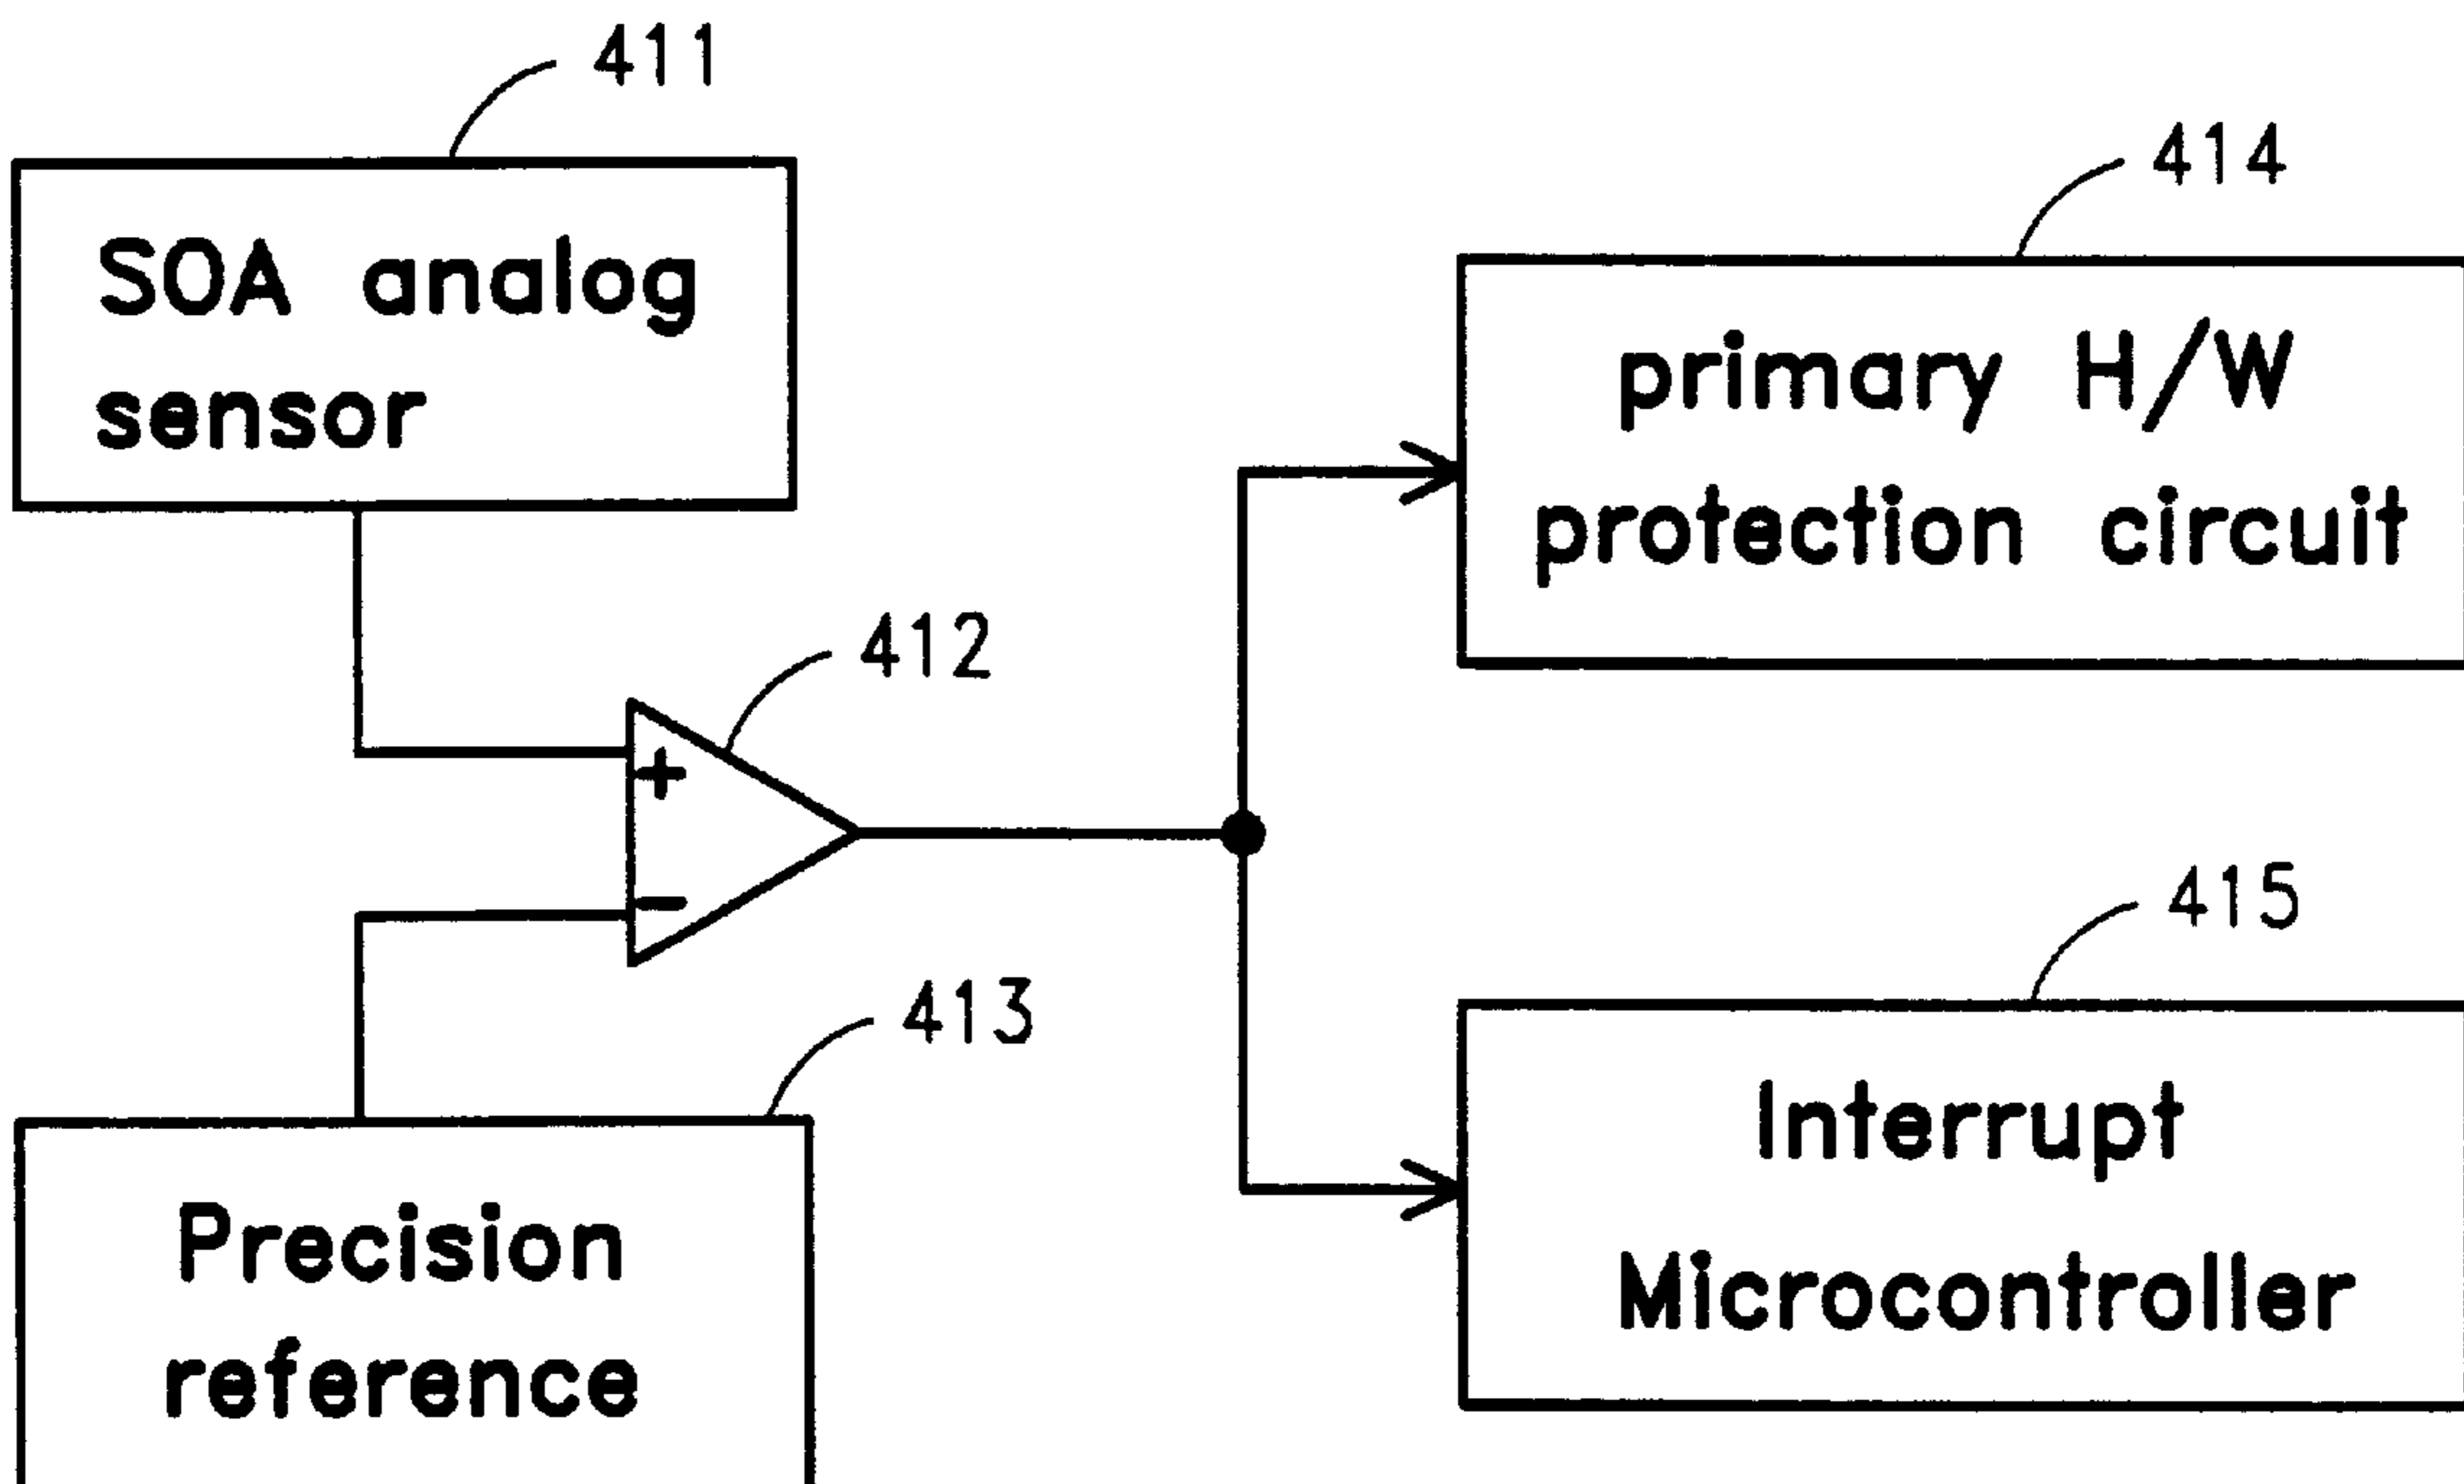 411
SOA analog
sensor
414
primary H/W
protection circuit
412
+
-
413
Precision
reference
415
Interrupt
Microcontroller